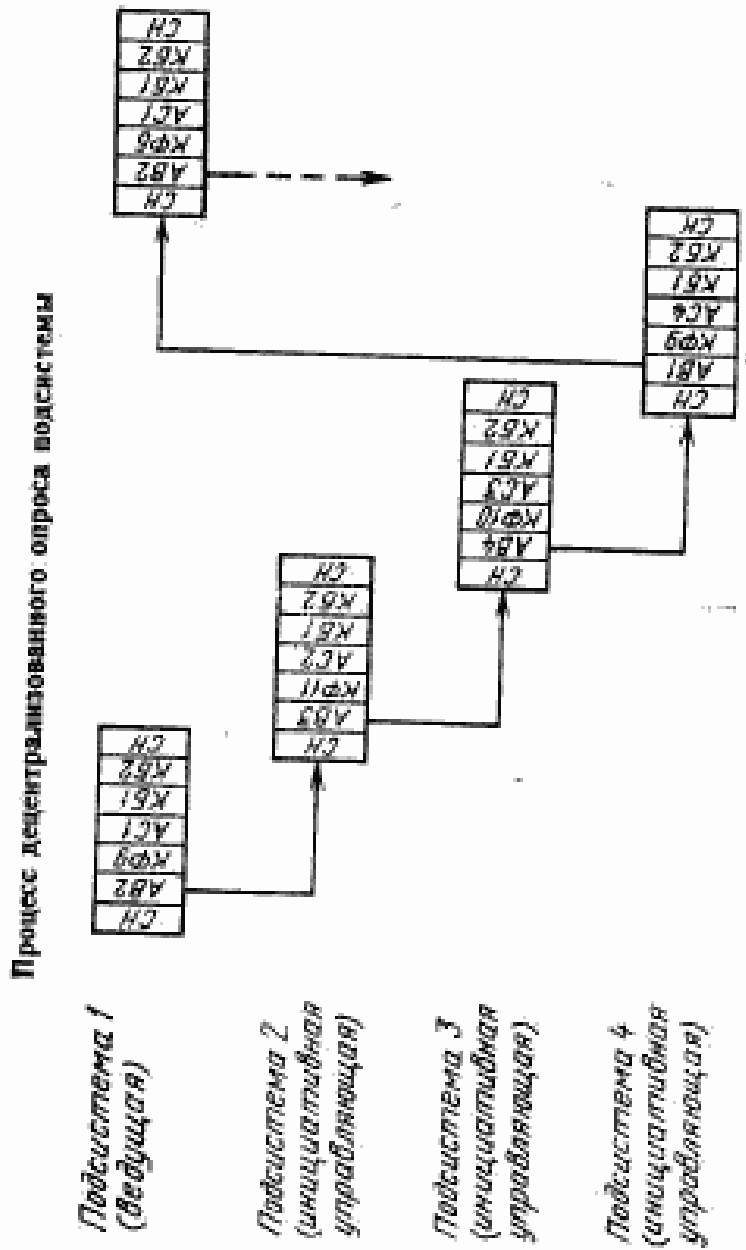 Процесс децентрализованного опроса подсистемы
Подсистема 1
(ведущая)
СН АВ2 КФ9 АС1 КБ1 КБ2 СН
СН АВ2 АС1 КБ1 КБ2 СН
Подсистема 2
(инициативная
управляющая)
СН АВ3 КФ11 АС2 КБ1 КБ2 СН
Подсистема 3
(инициативная
управляющая)
СН АВ4 КФ10 АС3 КБ1 КБ2 СН
Подсистема 4
(инициативная
управляющая)
СН АВ1 КФ9 АС4 КБ1 КБ2 СН